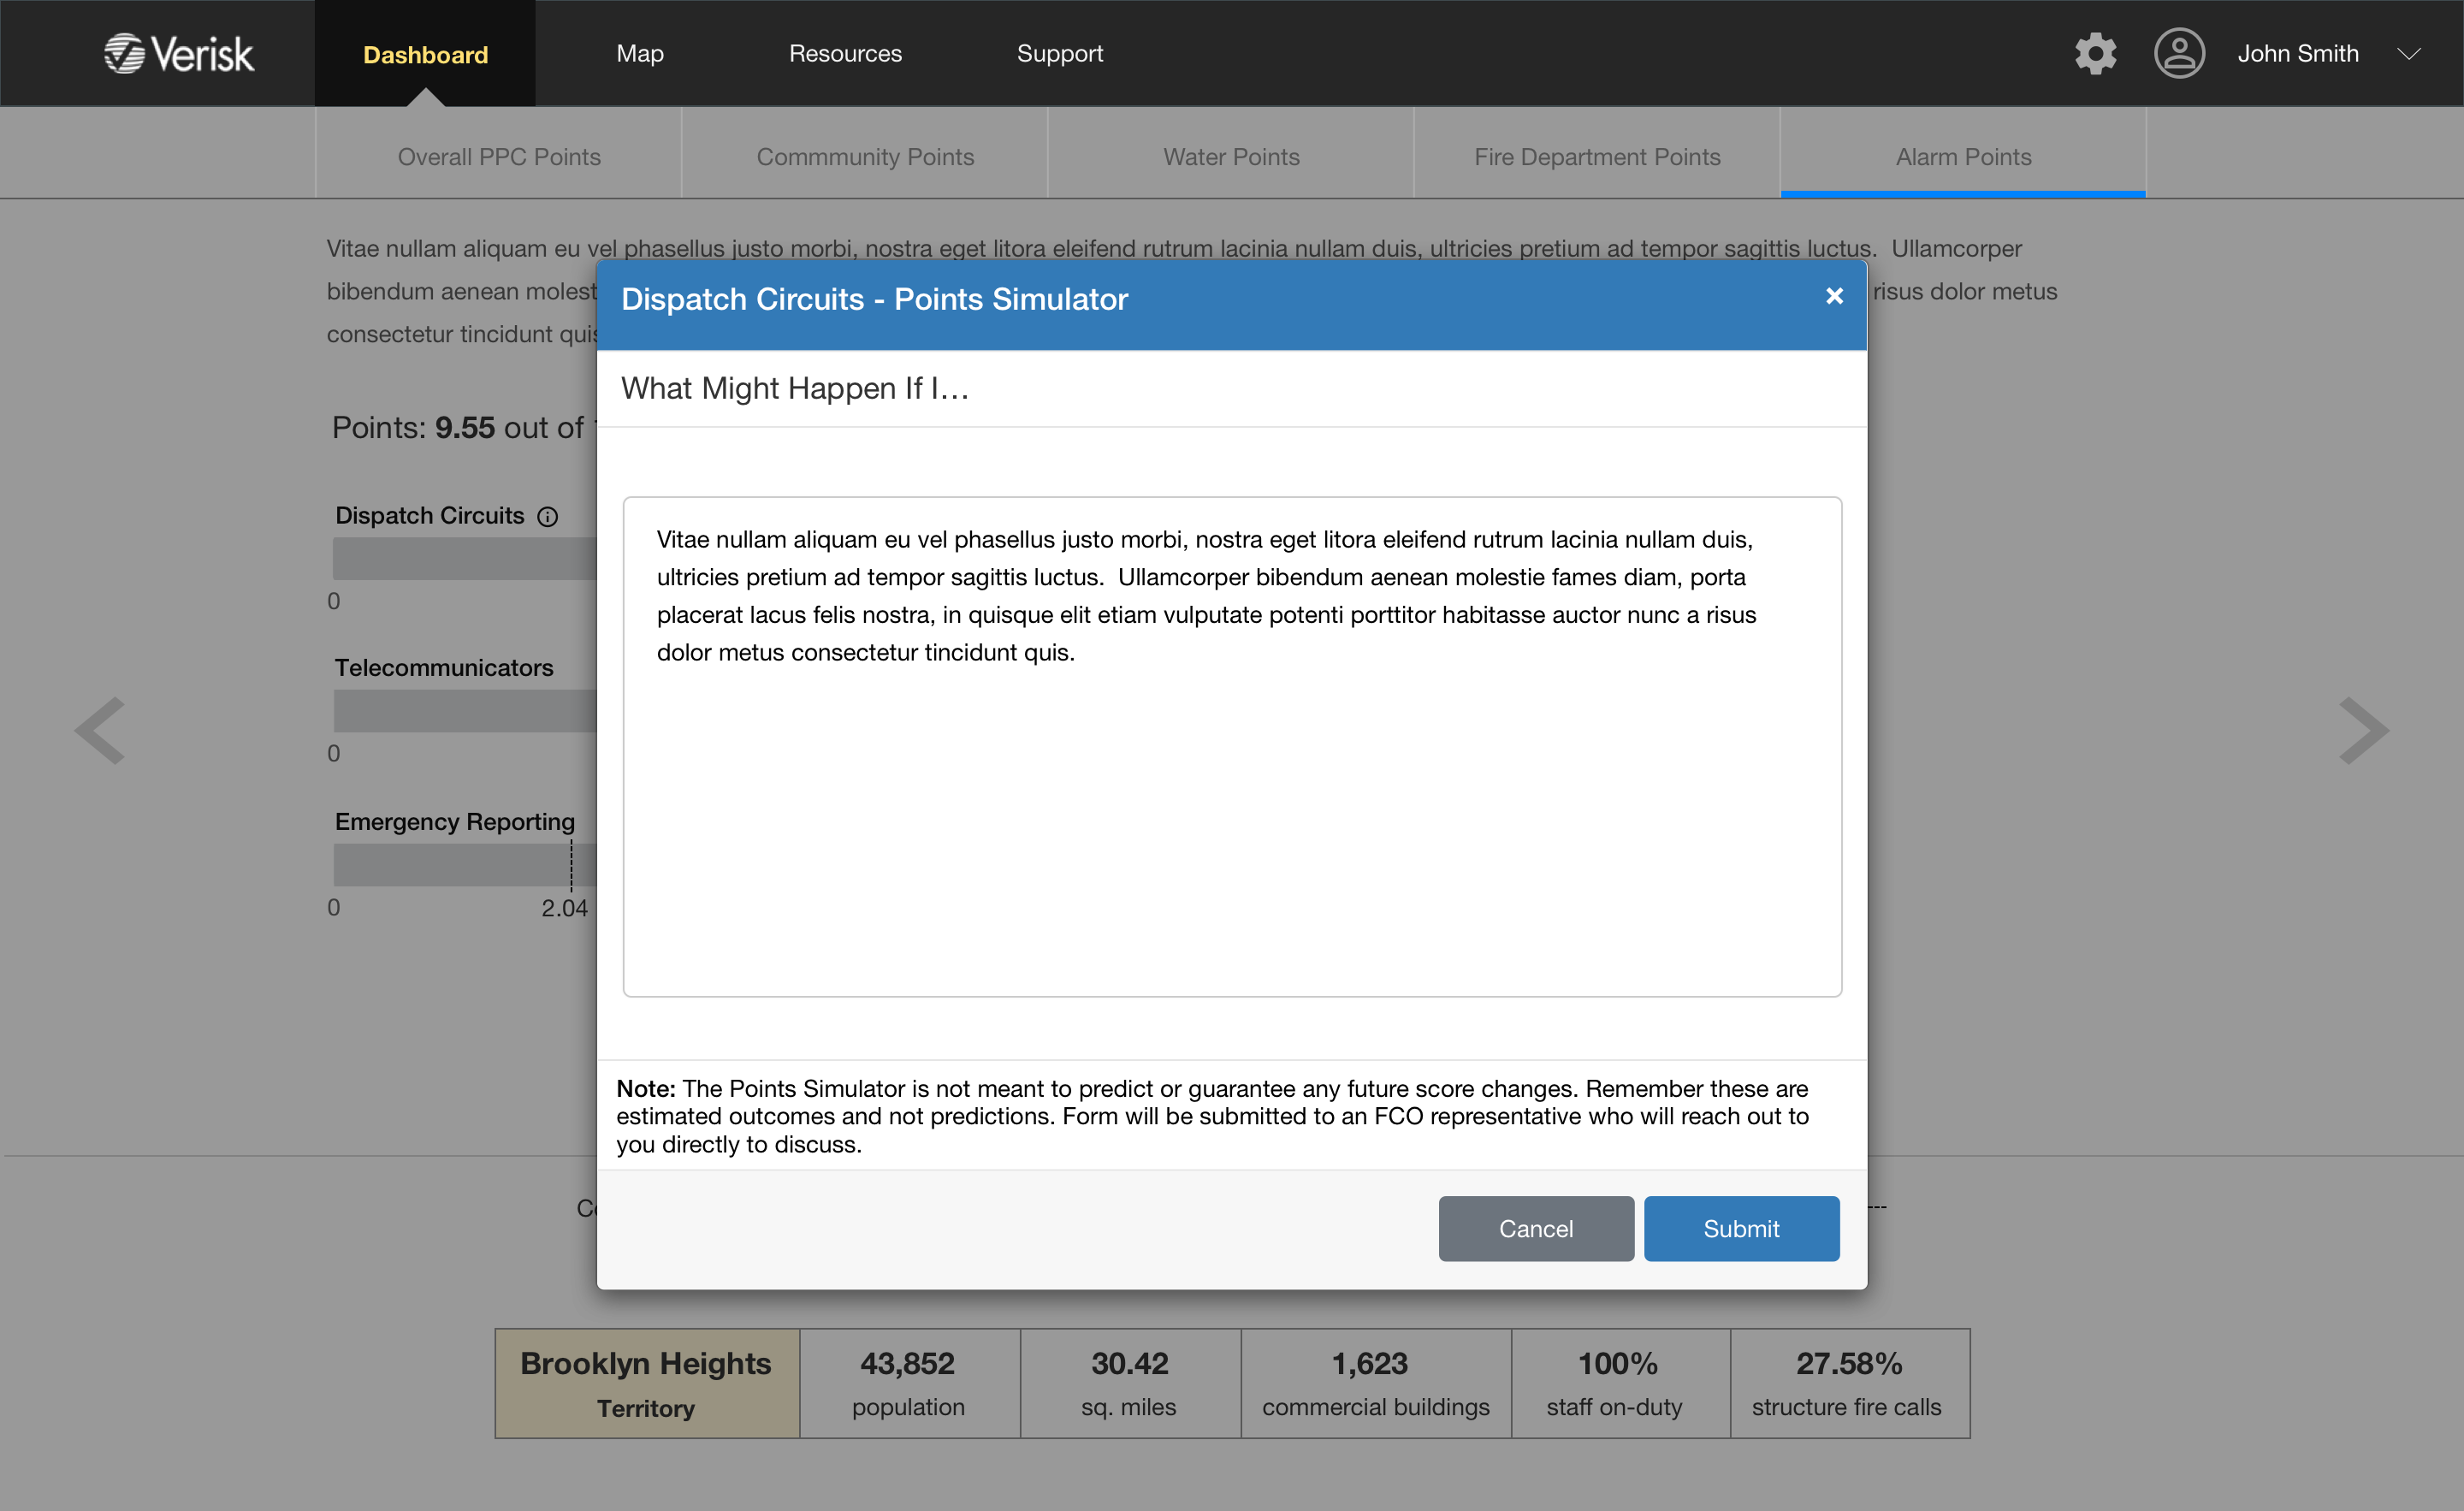 Verisk
Dashboard
Map
Resources
Support
John Smith
Overall PPC Points
Commmunity Points
Water Points
Fire Department Points
Alarm Points
Vitae nullam aliquam eu vel phasellus justo morbi, nostra eget litora eleifend rutrum lacinia nullam duis, ultricies pretium ad tempor sagittis luctus. Ullamcorper
bibendum aenean risus dolor metus
consectetur tincidunt
Points: 9.55 out of
Dispatch Circuits
0
Telecommunicators
0
Emergency Reporting
0
2.04
Dispatch Circuits - Points Simulator
What Might Happen If I...
Vitae nullam aliquam eu vel phasellus justo morbi, nostra eget litora eleifend rutrum lacinia nullam duis,
ultricies pretium ad tempor sagittis luctus. Ullamcorper bibendum aenean molestie fames diam, porta
placerat lacus felis nostra, in quisque elit etiam vulputate potenti porttitor habitasse auctor nunc a risus
dolor metus consectetur tincidunt quis.
Note: The Points Simulator is not meant to predict or guarantee any future score changes. Remember these are
estimated outcomes and not predictions. Form will be submitted to an FCO representative who will reach out to
you directly to discuss.
Cancel
Submit
Brooklyn Heights
Territory
43,852
population
30.42
sq. miles
1,623
commercial buildings
100%
staff on-duty
27.58%
structure fire calls